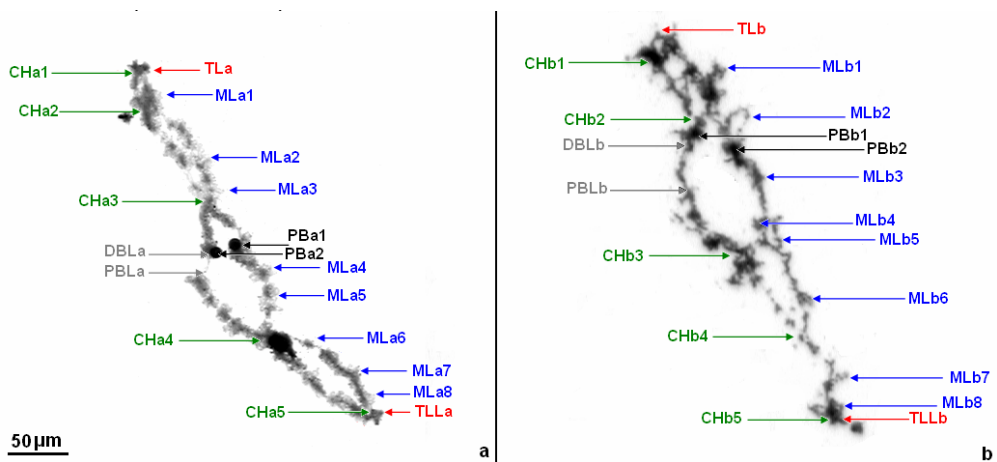 TLa
CHa1
MLa1
CHa2
MLa2
MLa3
CHa3
PBa1
DBLa
PBa2
MLa4
PBLa
MLa5
CHa4
MLa6
MLa7
MLa8
CHa5
TLLa
50 µm
a
TLb
CHb1
MLb1
CHb2
MLb2
PBb1
DBLb
PBb2
MLb3
PBLb
MLb4
MLb5
CHb3
MLb6
CHb4
MLb7
MLb8
CHb5
TLLb
b